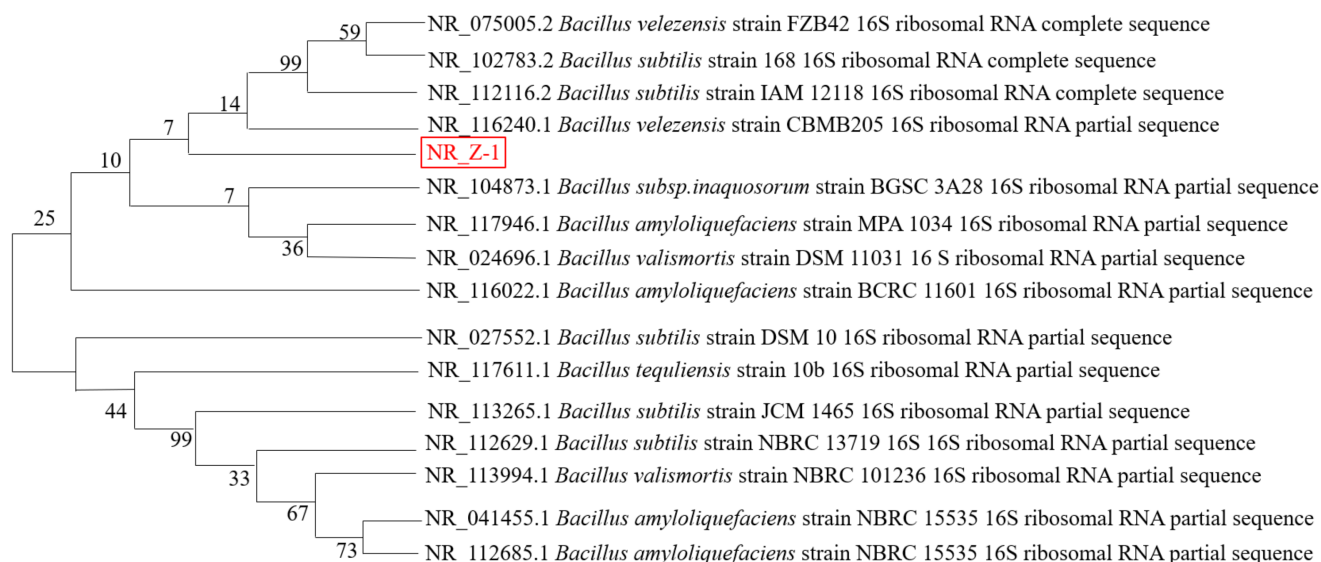 59
NR_075005.2 Bacillus velezensis strain FZB42 16S ribosomal RNA complete sequence
NR_102783.2 Bacillus subtilis strain 168 16S ribosomal RNA complete sequence
99
NR_112116.2 Bacillus subtilis strain IAM 12118 16S ribosomal RNA complete sequence
14
NR_116240.1 Bacillus velezensis strain CBMB205 16S ribosomal RNA partial sequence
7
NR_Z-1
10
NR_104873.1 Bacillus subsp.inaquosorum strain BGSC 3A28 16S ribosomal RNA partial sequence
7
25
NR_117946.1 Bacillus amyloliquefaciens strain MPA 1034 16S ribosomal RNA partial sequence
36
NR_024696.1 Bacillus valismortis strain DSM 11031 16 S ribosomal RNA partial sequence
NR_116022.1 Bacillus amyloliquefaciens strain BCRC 11601 16S ribosomal RNA partial sequence
NR_027552.1 Bacillus subtilis strain DSM 10 16S ribosomal RNA partial sequence
NR_117611.1 Bacillus tequliensis strain 10b 16S ribosomal RNA partial sequence
44
NR_113265.1 Bacillus subtilis strain JCM 1465 16S ribosomal RNA partial sequence
99
NR_112629.1 Bacillus subtilis strain NBRC 13719 16S 16S ribosomal RNA partial sequence
33
NR_113994.1 Bacillus valismortis strain NBRC 101236 16S ribosomal RNA partial sequence
67
NR_041455.1 Bacillus amyloliquefaciens strain NBRC 15535 16S ribosomal RNA partial sequence
73
NR_112685.1 Bacillus amyloliquefaciens strain NBRC 15535 16S ribosomal RNA partial sequence